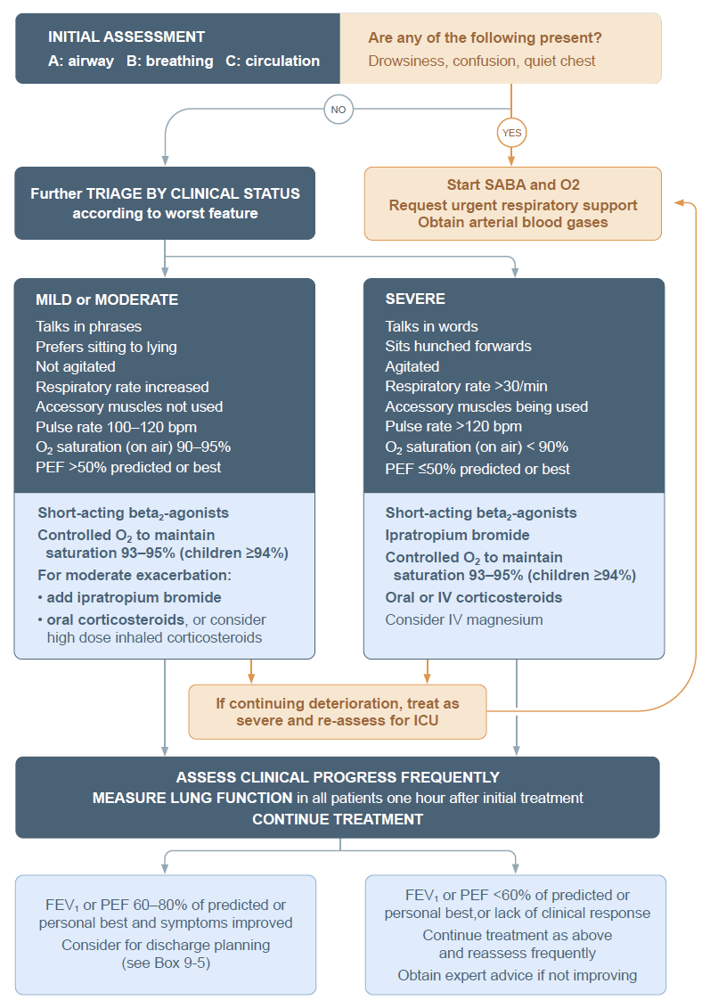 INITIAL ASSESSMENT
A: airway B: breathing C: circulation
Are any of the following present?
Drowsiness, confusion, quiet chest
NO
YES
Further TRIAGE BY CLINICAL STATUS
according to worst feature
Start SABA and O2
Request urgent respiratory support
Obtain arterial blood gases
MILD or MODERATE
Talks in phrases
Prefers sitting to lying
Not agitated
Respiratory rate increased
Accessory muscles not used
Pulse rate 100–120 bpm
O₂ saturation (on air) 90–95%
PEF >50% predicted or best
Short-acting beta₂-agonists
Controlled O₂ to maintain
saturation 93–95% (children ≥94%)
For moderate exacerbation:
• add ipratropium bromide
• oral corticosteroids, or consider
high dose inhaled corticosteroids
SEVERE
Talks in words
Sits hunched forwards
Agitated
Respiratory rate >30/min
Accessory muscles being used
Pulse rate >120 bpm
O₂ saturation (on air) < 90%
PEF ≤50% predicted or best
Short-acting beta₂-agonists
Ipratropium bromide
Controlled O₂ to maintain
saturation 93–95% (children ≥94%)
Oral or IV corticosteroids
Consider IV magnesium
If continuing deterioration, treat as
severe and re-assess for ICU
ASSESS CLINICAL PROGRESS FREQUENTLY
MEASURE LUNG FUNCTION in all patients one hour after initial treatment
CONTINUE TREATMENT
FEV₁ or PEF 60–80% of predicted or
personal best and symptoms improved
Consider for discharge planning
(see Box 9-5)
FEV₁ or PEF <60% of predicted or
personal best,or lack of clinical response
Continue treatment as above
and reassess frequently
Obtain expert advice if not improving